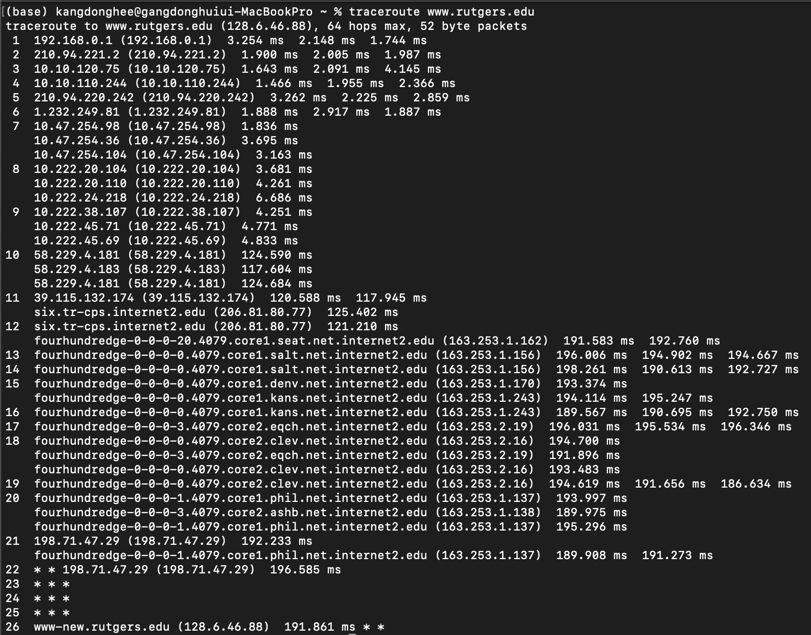 (base) kangdonghee@gangdonghuiui-MacBookPro ~ % traceroute www.rutgers.edu
traceroute to www.rutgers.edu (128.6.46.88), 64 hops max, 52 byte packets
 1  192.168.0.1 (192.168.0.1)  3.254 ms  2.148 ms  1.744 ms
 2  210.94.221.2 (210.94.221.2)  1.900 ms  2.005 ms  1.987 ms
 3  10.10.120.75 (10.10.120.75)  1.643 ms  2.091 ms  4.145 ms
 4  10.10.110.244 (10.10.110.244)  1.466 ms  1.955 ms  2.366 ms
 5  210.94.220.242 (210.94.220.242)  3.262 ms  2.225 ms  2.859 ms
 6  1.232.249.81 (1.232.249.81)  1.888 ms  2.917 ms  1.887 ms
 7  10.47.254.98 (10.47.254.98)  1.836 ms
    10.47.254.36 (10.47.254.36)  3.695 ms
    10.47.254.104 (10.47.254.104)  3.163 ms
 8  10.222.20.104 (10.222.20.104)  3.681 ms
    10.222.20.110 (10.222.20.110)  4.261 ms
    10.222.24.218 (10.222.24.218)  6.686 ms
 9  10.222.38.107 (10.222.38.107)  4.251 ms
    10.222.45.71 (10.222.45.71)  4.771 ms
    10.222.45.69 (10.222.45.69)  4.833 ms
10  58.229.4.181 (58.229.4.181)  124.590 ms
    58.229.4.183 (58.229.4.183)  117.604 ms
    58.229.4.181 (58.229.4.181)  124.684 ms
11  39.115.132.174 (39.115.132.174)  120.588 ms  117.945 ms
    six.tr-cps.internet2.edu (206.81.80.77)  125.402 ms
12  six.tr-cps.internet2.edu (206.81.80.77)  121.210 ms
    fourhundredge-0-0-0-20.4079.core1.seat.net.internet2.edu (163.253.1.162)  191.583 ms  192.760 ms
13  fourhundredge-0-0-0-0.4079.core1.salt.net.internet2.edu (163.253.1.156)  196.006 ms  194.902 ms  194.667 ms
14  fourhundredge-0-0-0-0.4079.core1.salt.net.internet2.edu (163.253.1.156)  198.261 ms  190.613 ms  192.727 ms
15  fourhundredge-0-0-0-0.4079.core1.denv.net.internet2.edu (163.253.1.170)  193.374 ms
    fourhundredge-0-0-0-0.4079.core1.kans.net.internet2.edu (163.253.1.243)  194.114 ms  195.247 ms
16  fourhundredge-0-0-0-0.4079.core1.kans.net.internet2.edu (163.253.1.243)  189.567 ms  190.695 ms  192.750 ms
17  fourhundredge-0-0-0-3.4079.core2.eqch.net.internet2.edu (163.253.2.19)  196.031 ms  195.534 ms  196.346 ms
18  fourhundredge-0-0-0-0.4079.core2.clev.net.internet2.edu (163.253.2.16)  194.700 ms
    fourhundredge-0-0-0-3.4079.core2.eqch.net.internet2.edu (163.253.2.19)  191.896 ms
    fourhundredge-0-0-0-0.4079.core2.clev.net.internet2.edu (163.253.2.16)  193.483 ms
19  fourhundredge-0-0-0-0.4079.core2.clev.net.internet2.edu (163.253.2.16)  194.619 ms  191.656 ms  186.634 ms
20  fourhundredge-0-0-0-1.4079.core1.phil.net.internet2.edu (163.253.1.137)  193.997 ms
    fourhundredge-0-0-0-3.4079.core2.ashb.net.internet2.edu (163.253.1.138)  189.975 ms
    fourhundredge-0-0-0-1.4079.core1.phil.net.internet2.edu (163.253.1.137)  195.296 ms
21  198.71.47.29 (198.71.47.29)  192.233 ms
    fourhundredge-0-0-0-1.4079.core1.phil.net.internet2.edu (163.253.1.137)  189.908 ms  191.273 ms
22  * * 198.71.47.29 (198.71.47.29)  196.585 ms
23  * * *
24  * * *
25  * * *
26  www-new.rutgers.edu (128.6.46.88)  191.861 ms * *